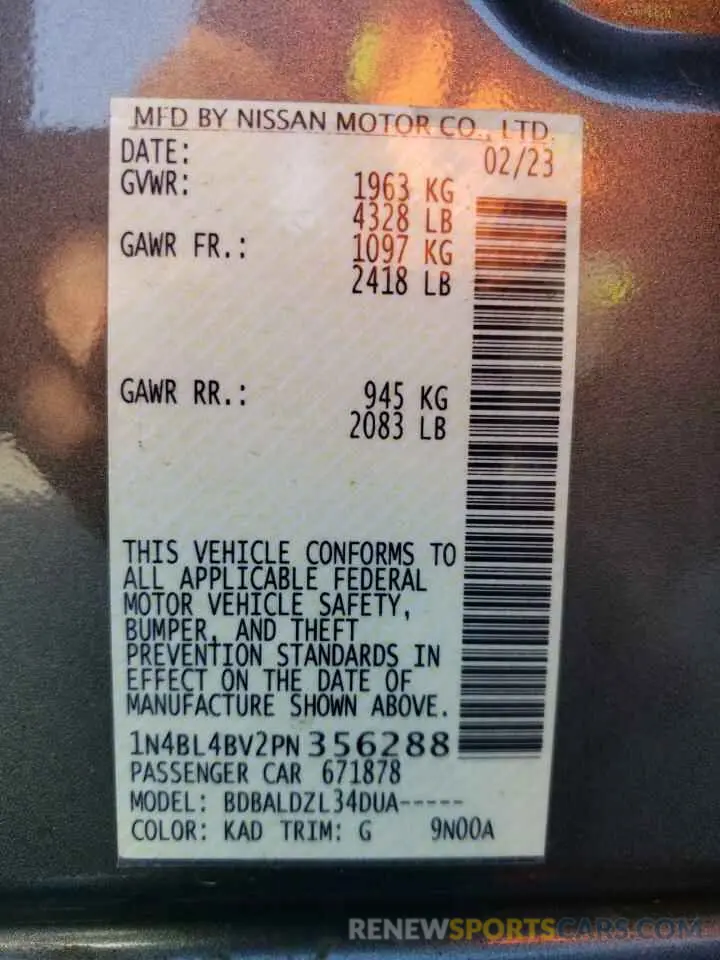 MFD BY NISSAN MOTOR CO., LTD.
DATE: 02/23
GVWR: 1963 KG
4328 LB
GAWR FR.: 1097 KG
2418 LB
GAWR RR.: 945 KG
2083 LB
THIS VEHICLE CONFORMS TO
ALL APPLICABLE FEDERAL
MOTOR VEHICLE SAFETY,
BUMPER, AND THEFT
PREVENTION STANDARDS IN
EFFECT ON THE DATE OF
MANUFACTURE SHOWN ABOVE.
1N4BL4BV2PN356288
PASSENGER CAR 671878
MODEL: BDBALDZL34DUA-----
COLOR: KAD TRIM: G 9N00A
RENEWSPORTSCARS.COM